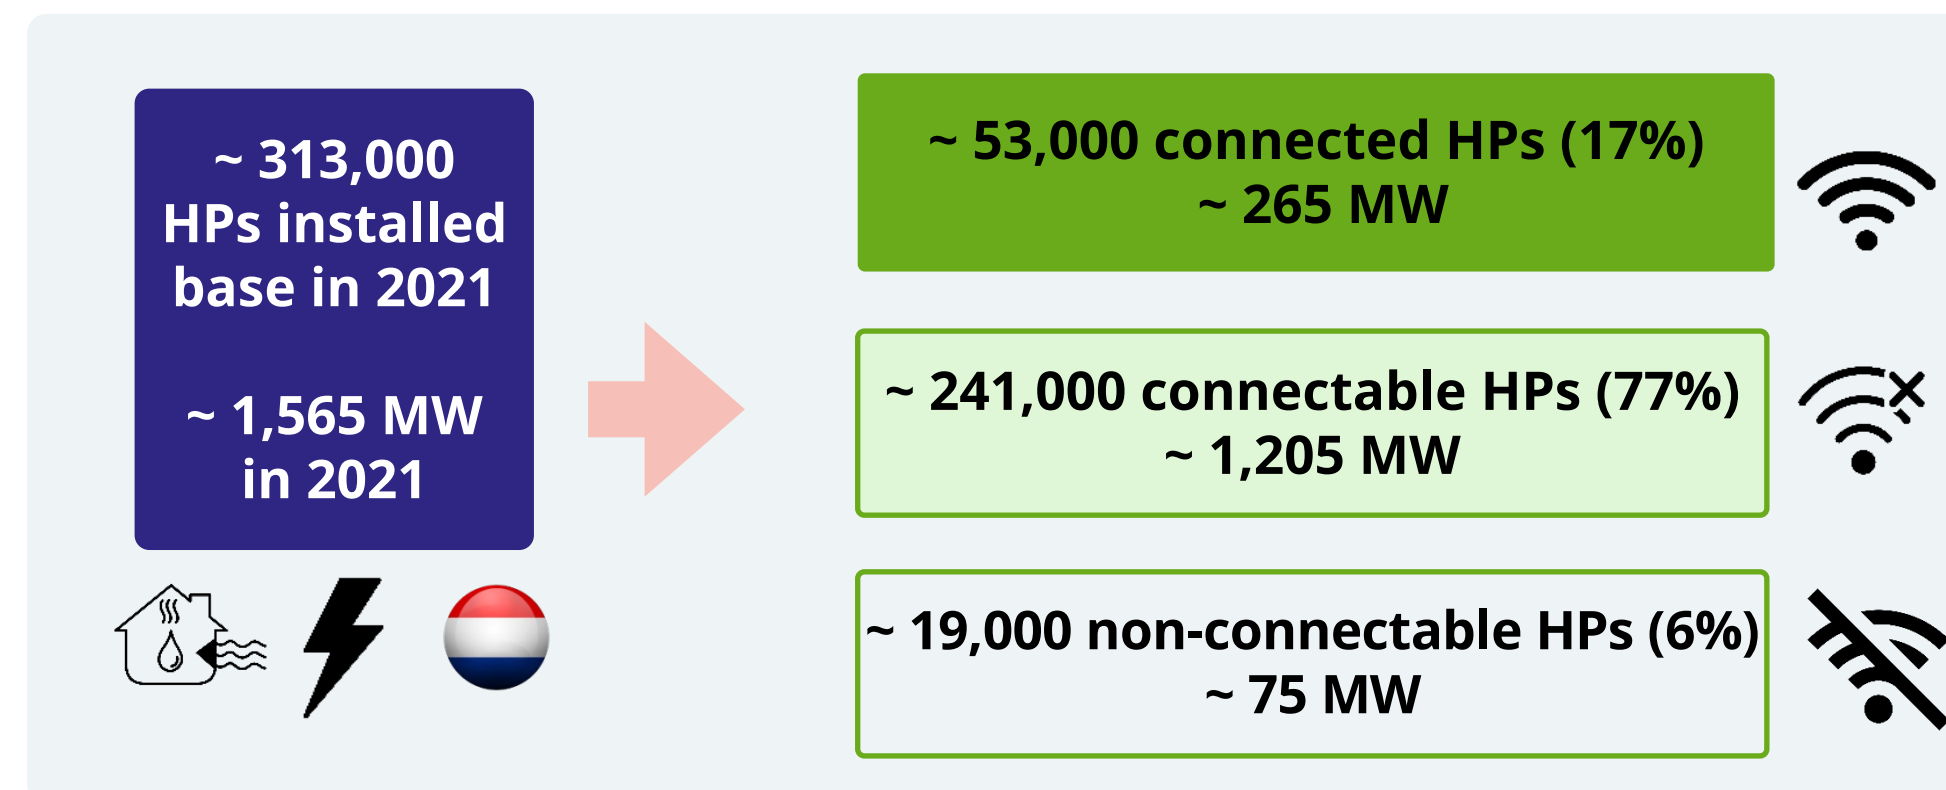 ~ 313,000
HPs installed
base in 2021
~ 1,565 MW
in 2021
~ 53,000 connected HPs (17%)
~ 265 MW
~ 241,000 connectable HPs (77%)
~ 1,205 MW
~ 19,000 non-connectable HPs (6%)
~ 75 MW